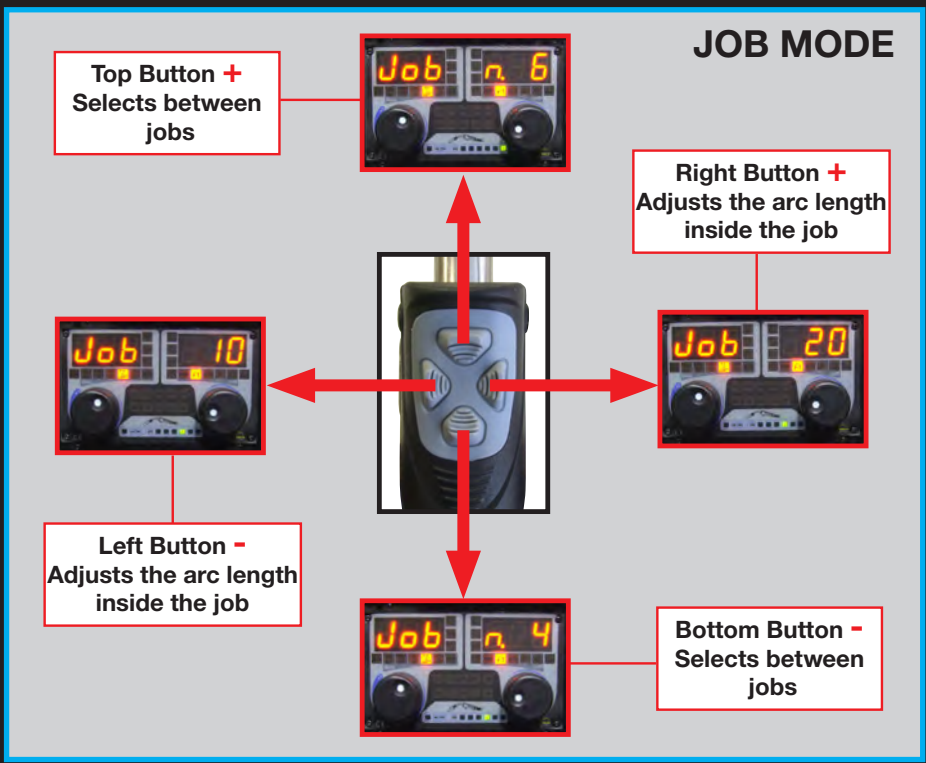 JOB MODE
Top Button +
Selects between
jobs
Job n. 6
Right Button +
Adjusts the arc length
inside the job
Job 10
Job 20
Left Button -
Adjusts the arc length
inside the job
Job n. 4
Bottom Button -
Selects between
jobs